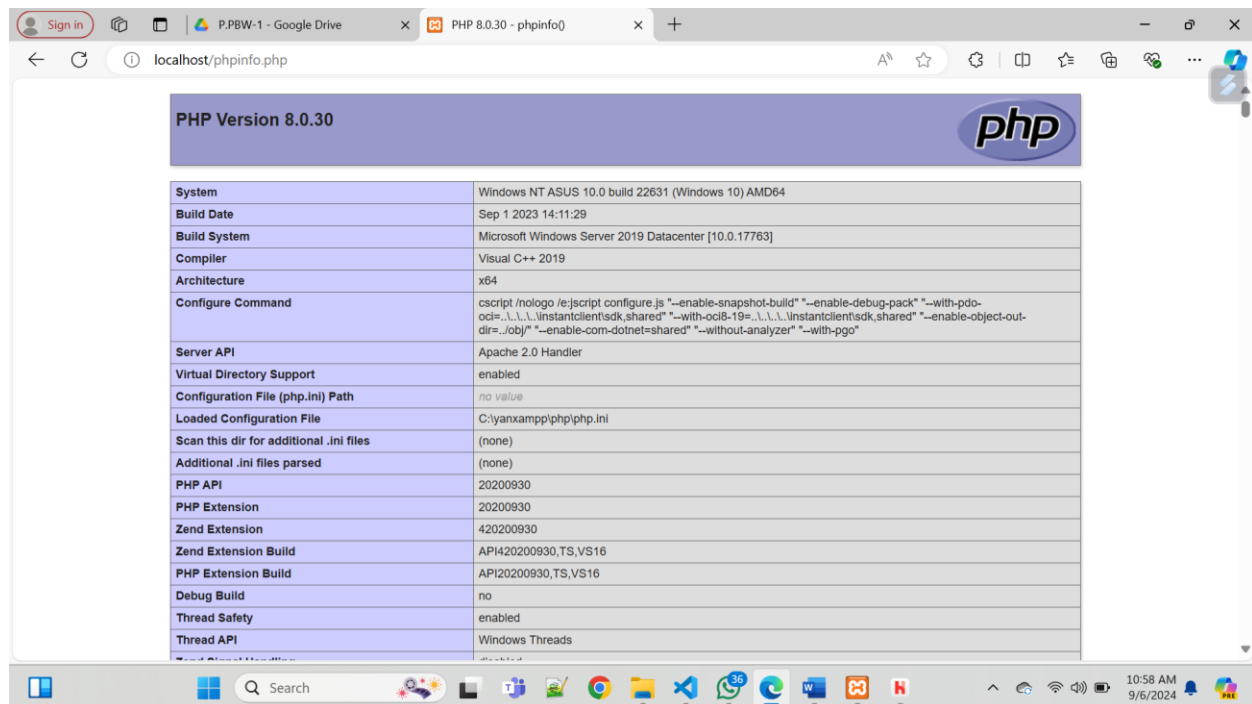 Sign in
P.PBW-1 - Google Drive
PHP 8.0.30 - phpinfo()
localhost/phpinfo.php
PHP Version 8.0.30
php
System Windows NT ASUS 10.0 build 22631 (Windows 10) AMD64
Build Date Sep 1 2023 14:11:29
Build System Microsoft Windows Server 2019 Datacenter [10.0.17763]
Compiler Visual C++ 2019
Architecture x64
Configure Command cscript /nologo /e:jscript configure.js "--enable-snapshot-build" "--enable-debug-pack" "--with-pdo-
oci=..\..\..\..\instantclient\sdk,shared" "--with-oci8-19=..\..\..\..\instantclient\sdk,shared" "--enable-object-out-
dir=../obj/" "--enable-com-dotnet=shared" "--without-analyzer" "--with-pgo"
Server API Apache 2.0 Handler
Virtual Directory Support enabled
Configuration File (php.ini) Path no value
Loaded Configuration File C:\yanxampp\php\php.ini
Scan this dir for additional .ini files (none)
Additional .ini files parsed (none)
PHP API 20200930
PHP Extension 20200930
Zend Extension 420200930
Zend Extension Build API420200930,TS,VS16
PHP Extension Build API20200930,TS,VS16
Debug Build no
Thread Safety enabled
Thread API Windows Threads
Zend Signal Handling disabled
Search
36
10:58 AM
9/6/2024
PRE